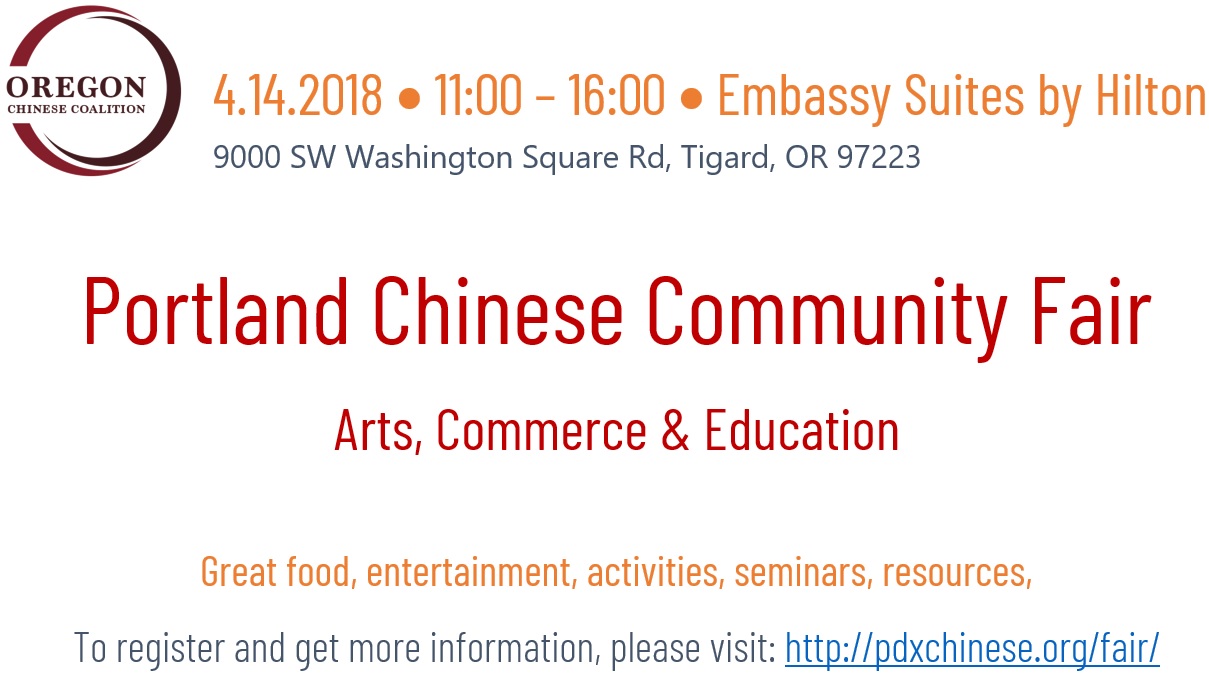 OREGON
CHINESE COALITION
4.14.2018 ● 11:00 – 16:00 ● Embassy Suites by Hilton
9000 SW Washington Square Rd, Tigard, OR 97223
Portland Chinese Community Fair
Arts, Commerce & Education
Great food, entertainment, activities, seminars, resources,
To register and get more information, please visit: http://pdxchinese.org/fair/